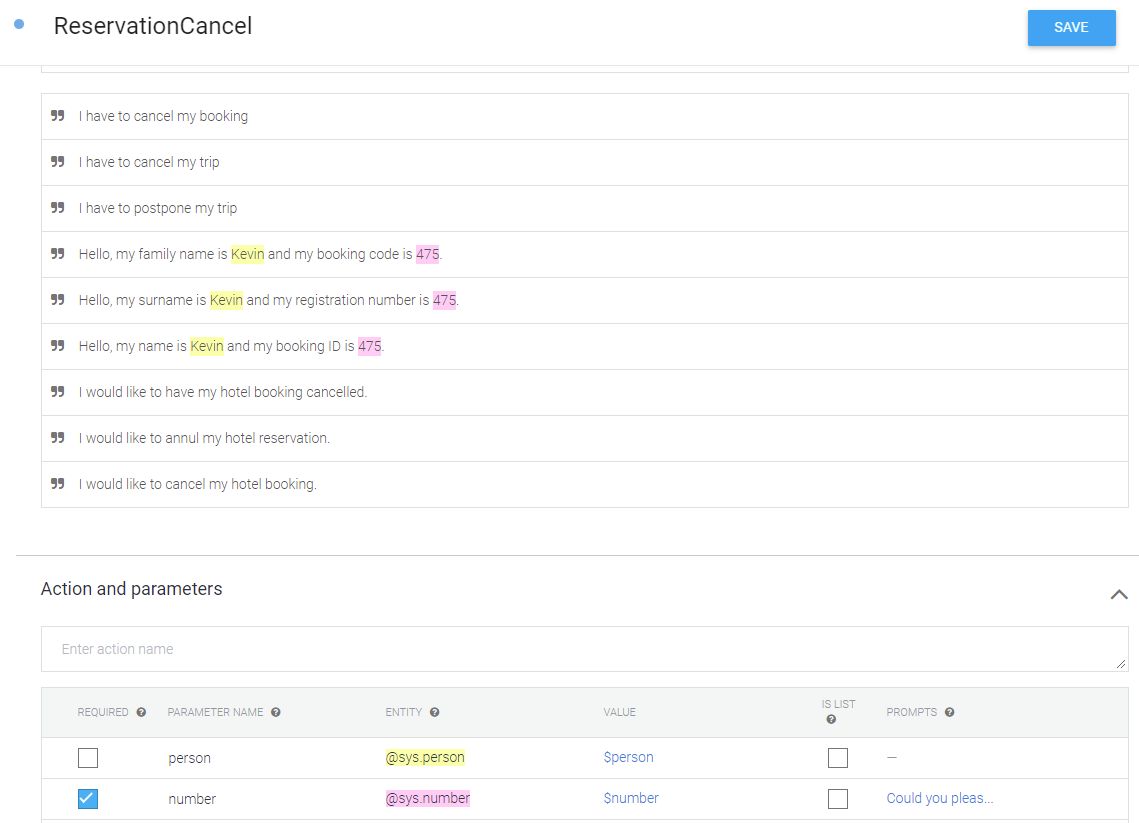 ReservationCancel
SAVE
I have to cancel my booking
I have to cancel my trip
I have to postpone my trip
Hello, my family name is Kevin and my booking code is 475.
Hello, my surname is Kevin and my registration number is 475.
Hello, my name is Kevin and my booking ID is 475.
I would like to have my hotel booking cancelled.
I would like to annul my hotel reservation.
I would like to cancel my hotel booking.
Action and parameters
Enter action name
REQUIRED PARAMETER NAME ENTITY VALUE IS LIST PROMPTS
person @sys.person $person —
number @sys.number $number Could you pleas...